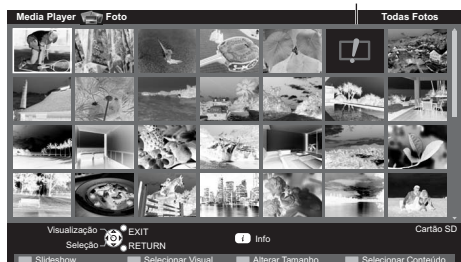 Media Player Foto Todas Fotos
Visualização EXIT
Seleção RETURN
i Info
Cartão SD
Slideshow Selecionar Visual Alterar Tamanho Selecionar Conteúdo